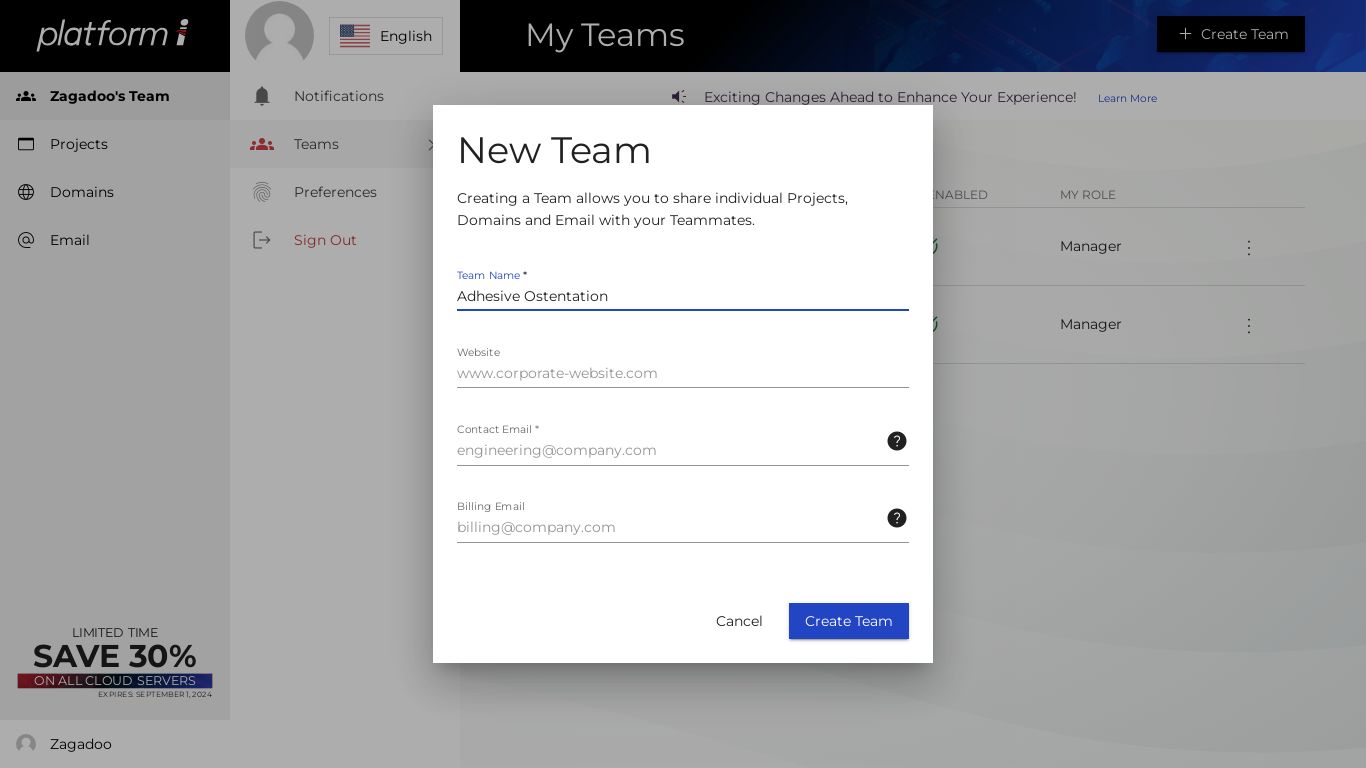 platform i
English
My Teams
+ Create Team
Zagadoo's Team
Projects
Domains
Email
Notifications
Teams
Preferences
Sign Out
Exciting Changes Ahead to Enhance Your Experience! Learn More
ENABLED
MY ROLE
Manager
Manager
New Team
Creating a Team allows you to share individual Projects,
Domains and Email with your Teammates.
Team Name *
Adhesive Ostentation
Website
www.corporate-website.com
Contact Email *
engineering@company.com
?
Billing Email
billing@company.com
?
Cancel
Create Team
LIMITED TIME
SAVE 30%
ON ALL CLOUD SERVERS
EXPIRES: SEPTEMBER 1, 2024
Zagadoo